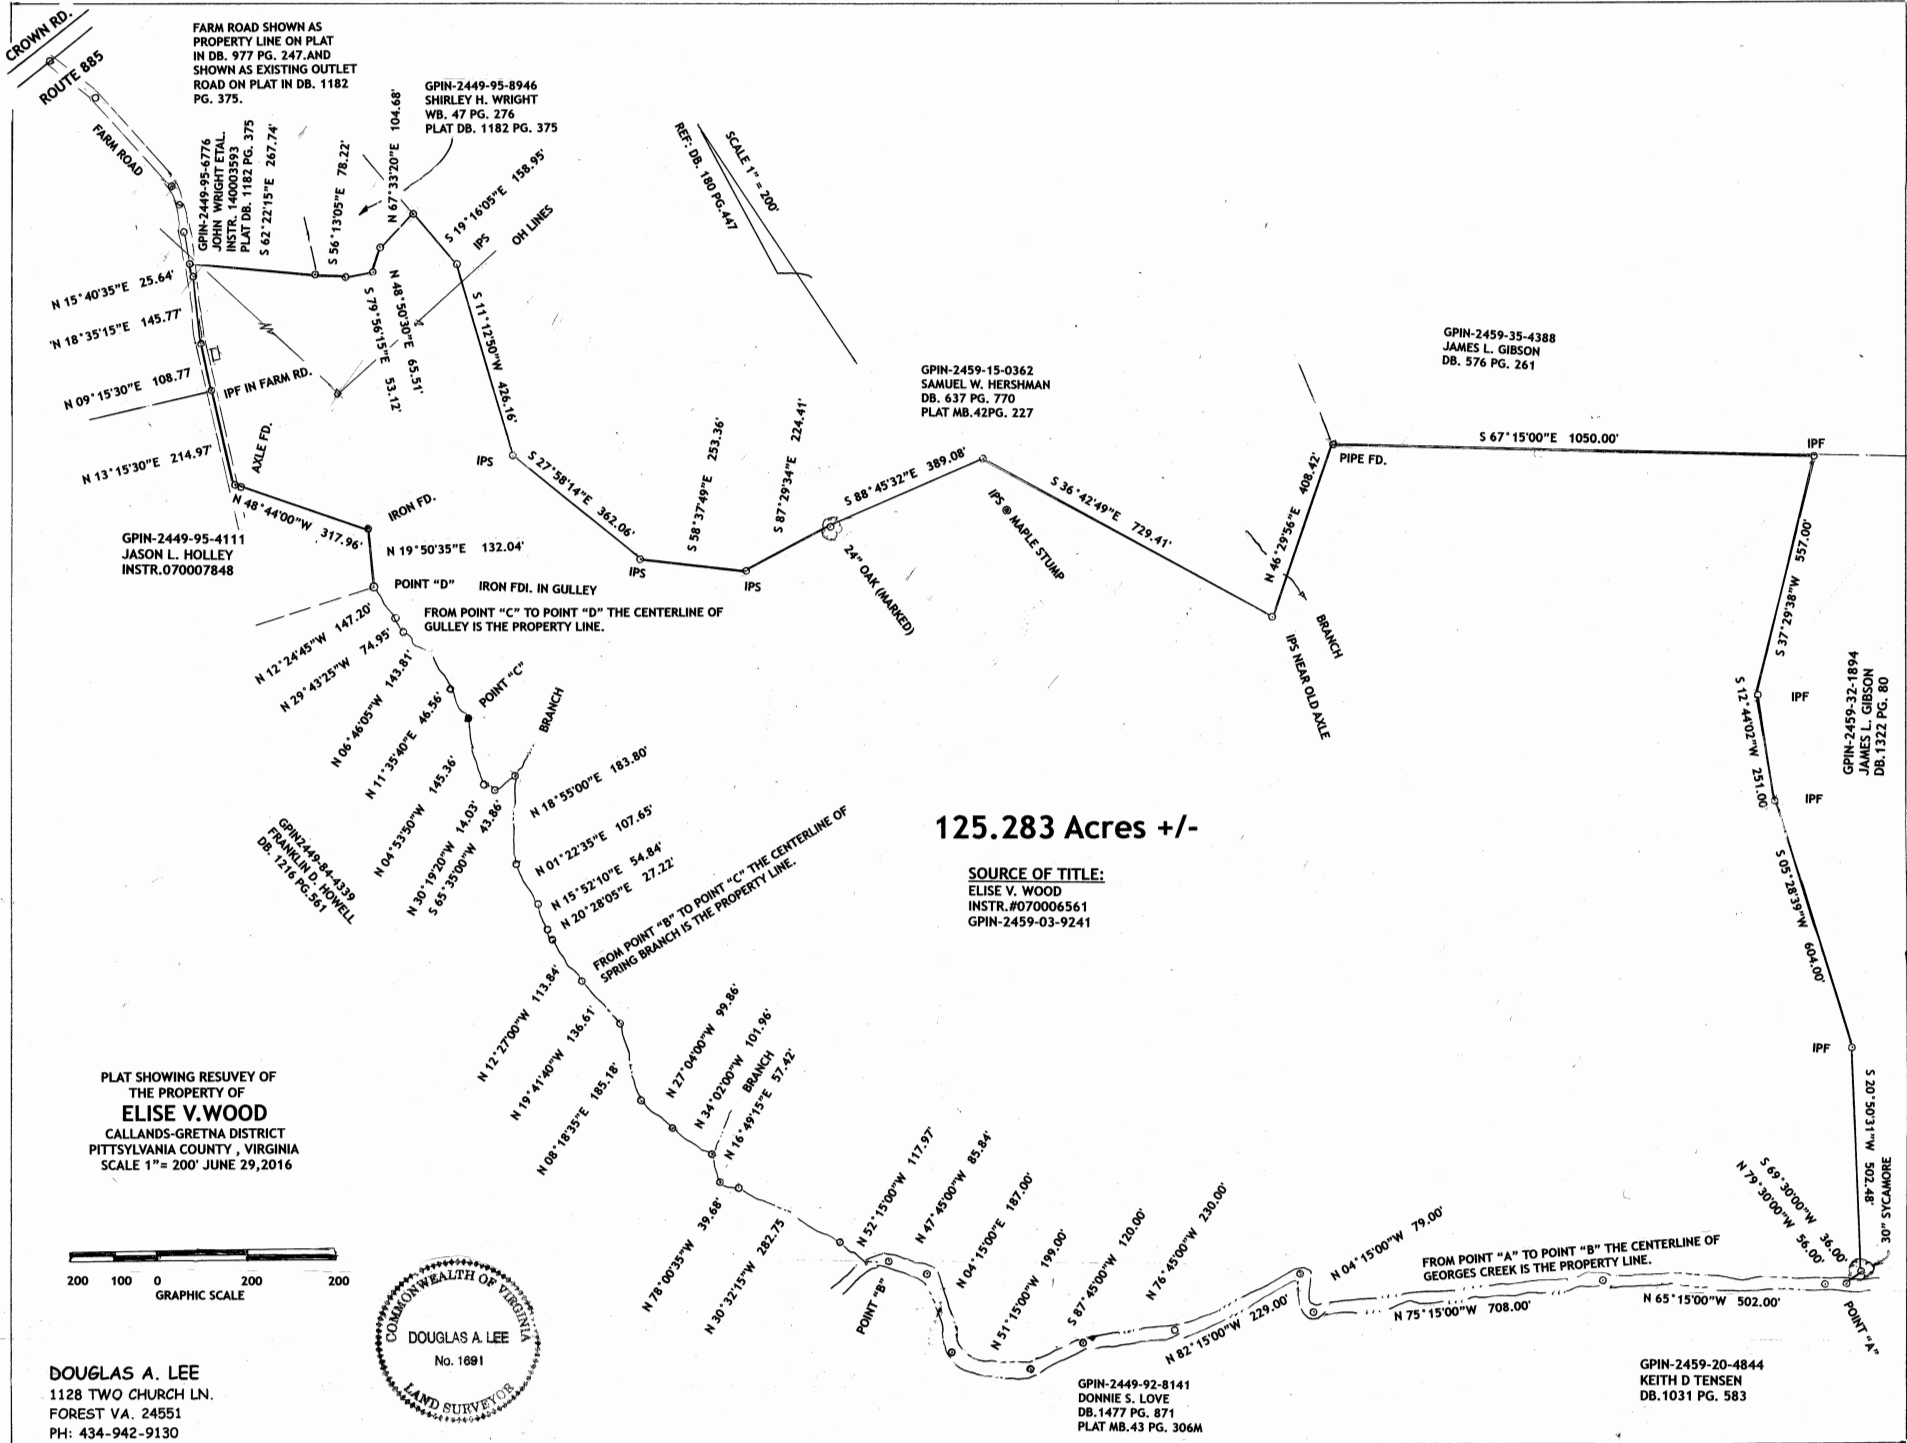 CROWN RD.
ROUTE 885
FARM ROAD
FARM ROAD SHOWN AS
PROPERTY LINE ON PLAT
IN DB. 977 PG. 247.AND
SHOWN AS EXISTING OUTLET
ROAD ON PLAT IN DB. 1182
PG. 375.
GPIN-2449-95-8946
SHIRLEY H. WRIGHT
WB. 47 PG. 276
PLAT DB. 1182 PG. 375
GPIN-2449-95-6776
JOHN WRIGHT ETAL.
INSTR. 140003593
PLAT DB. 1182 PG. 375
S 62°22'15"E 267.74'
S 56°13'05"E 78.22'
N 67°33'20"E 104.68'
S 19°16'05"E 158.95'
IPS
OH LINES
REF: DB. 180 PG.447
SCALE 1" = 200'
N 15°40'35"E 25.64'
N 18°35'15"E 145.77'
N 09°15'30"E 108.77
IPF IN FARM RD.
N 13°15'30"E 214.97'
AXLE FD.
S 79°56'15"E 53.12'
N 48°50'30"E 65.51'
S 11°12'50"W 426.16'
IPS
S 27°58'14"E 362.06'
IPS
S 58°37'49"E 253.36'
IPS
S 87°29'34"E 224.41'
24" OAK (MARKED)
S 88°45'32"E 389.08'
GPIN-2459-15-0362
SAMUEL W. HERSHMAN
DB. 637 PG. 770
PLAT MB.42PG. 227
IPS @ MAPLE STUMP
S 36°42'49"E 729.41'
N 46°29'56"E 408.42'
BRANCH
IPS NEAR OLD AXLE
GPIN-2459-35-4388
JAMES L. GIBSON
DB. 576 PG. 261
PIPE FD.
S 67°15'00"E 1050.00'
IPF
S 37°29'38"W 557.00'
IPF
S 12°44'02"W 251.00
IPF
GPIN-2459-32-1894
JAMES L. GIBSON
DB.1322 PG. 80
S 05°28'39"W 604.00'
IPF
S 20°50'31"W 502.48'
30" SYCAMORE
S 69°30'00"W 36.00'
N 79°30'00"W 56.00'
POINT "A"
N 48°44'00"W 317.96'
IRON FD.
GPIN-2449-95-4111
JASON L. HOLLEY
INSTR.070007848
N 19°50'35"E 132.04'
POINT "D" IRON FDI. IN GULLEY
FROM POINT "C" TO POINT "D" THE CENTERLINE OF
GULLEY IS THE PROPERTY LINE.
N 12°24'45"W 147.20'
N 29°43'25"W 74.95'
N 06°46'05"W 143.81'
N 11°35'40"E 46.56'
POINT "C"
N 04°53'50"W 145.36'
N 30°19'20"W 14.03'
S 65°35'00"W 43.86'
BRANCH
GPIN2449-84-4339
FRANKLIN D. HOWELL
DB. 1216 PG.561
N 18°55'00"E 183.80'
N 01°22'35"E 107.65'
N 15°52'10"E 54.84'
N 20°28'05"E 27.22'
FROM POINT "B" TO POINT "C" THE CENTERLINE OF
SPRING BRANCH IS THE PROPERTY LINE.
125.283 Acres +/-
SOURCE OF TITLE:
ELISE V. WOOD
INSTR.#070006561
GPIN-2459-03-9241
N 12°27'00"W 113.84'
N 19°41'40"W 136.61'
N 08°18'35"E 185.18'
N 27°04'00"W 99.86'
N 34°02'00"W 101.96'
BRANCH
N 16°49'15"E 57.42'
N 78°00'35"W 39.68'
N 30°32'15"W 282.75
POINT "B"
N 52°15'00"W 117.97'
N 47°45'00"W 85.84'
N 04°15'00"E 187.00'
N 51°15'00"W 199.00'
S 87°45'00"W 120.00'
N 76°45'00"W 230.00'
N 82°15'00"W 229.00'
N 04°15'00"W 79.00'
FROM POINT "A" TO POINT "B" THE CENTERLINE OF
GEORGES CREEK IS THE PROPERTY LINE.
N 75°15'00"W 708.00'
N 65°15'00"W 502.00'
GPIN-2459-20-4844
KEITH D TENSEN
DB.1031 PG. 583
GPIN-2449-92-8141
DONNIE S. LOVE
DB.1477 PG. 871
PLAT MB.43 PG. 306M
PLAT SHOWING RESUVEY OF
THE PROPERTY OF
ELISE V.WOOD
CALLANDS-GRETNA DISTRICT
PITTSYLVANIA COUNTY , VIRGINIA
SCALE 1"= 200' JUNE 29,2016
200 100 0 200 200
GRAPHIC SCALE
COMMONWEALTH OF VIRGINIA
DOUGLAS A. LEE
No. 1691
LAND SURVEYOR
DOUGLAS A. LEE
1128 TWO CHURCH LN.
FOREST VA. 24551
PH: 434-942-9130